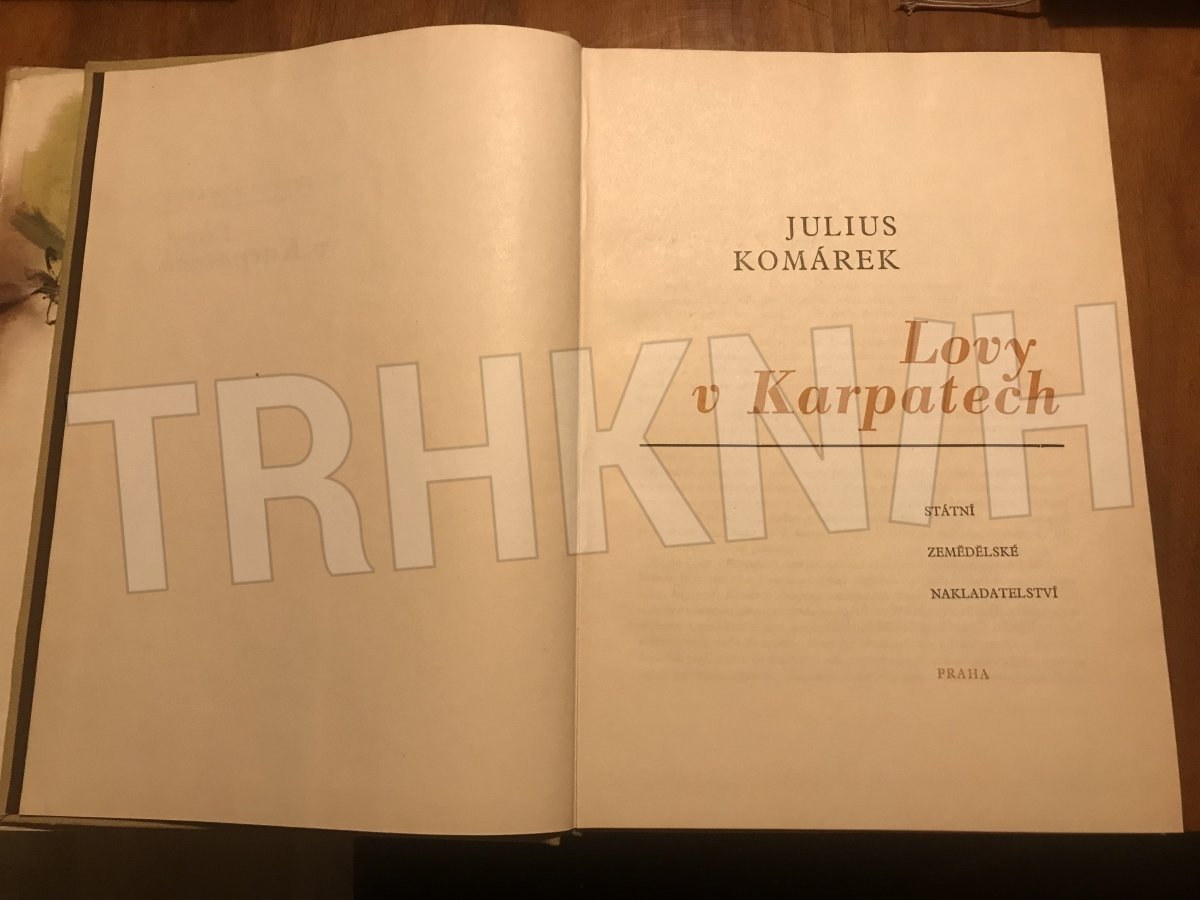 JULIUS
KOMÁREK
Lovy
v Karpatech
STÁTNÍ
ZEMĚDĚLSKÉ
NAKLADATELSTVÍ
PRAHA
TRHKNIH